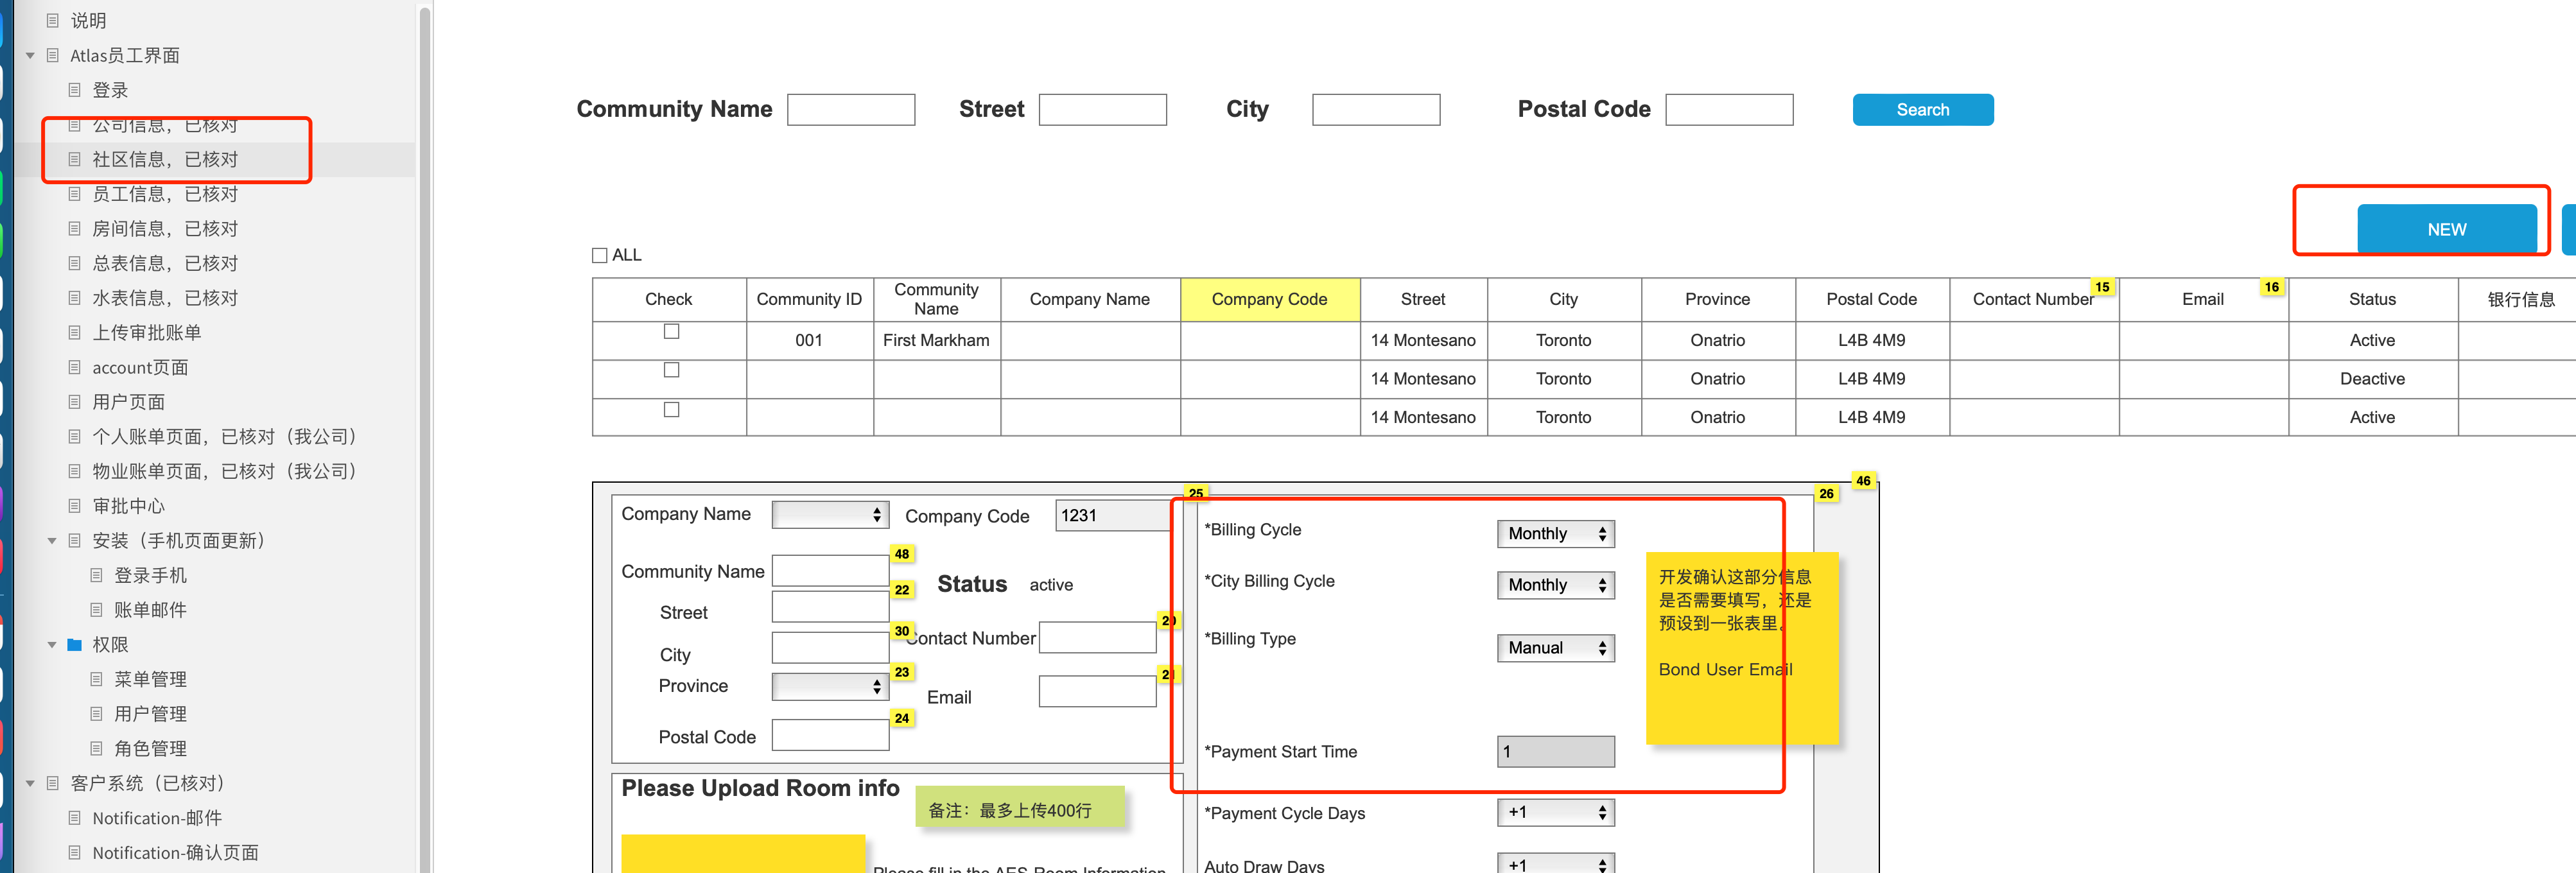 说明
Atlas员工界面
登录
公司信息，已核对
社区信息，已核对
员工信息，已核对
房间信息，已核对
总表信息，已核对
水表信息，已核对
上传审批账单
account页面
用户页面
个人账单页面，已核对（我公司）
物业账单页面，已核对（我公司）
审批中心
安装（手机页面更新）
登录手机
账单邮件
权限
菜单管理
用户管理
角色管理
客户系统（已核对）
Notification-邮件
Notification-确认页面
Community Name Street City Postal Code Search
NEW
ALL
Check Community ID Community Name Company Name Company Code Street City Province Postal Code Contact Number 15 Email 16 Status 银行信息
001 First Markham 14 Montesano Toronto Onatrio L4B 4M9 Active
14 Montesano Toronto Onatrio L4B 4M9 Deactive
14 Montesano Toronto Onatrio L4B 4M9 Active
46
25
26
Company Name Company Code 1231
48
Community Name Status active
22
Street
30
Contact Number
20
City
23
Province
Email
21
24
Postal Code
*Billing Cycle Monthly
*City Billing Cycle Monthly
*Billing Type Manual
*Payment Start Time 1
*Payment Cycle Days +1
Auto Draw Days +1
开发确认这部分信息
是否需要填写，还是
预设到一张表里。
Bond User Email
Please Upload Room info
备注：最多上传400行
Please fill in the AES Room Information